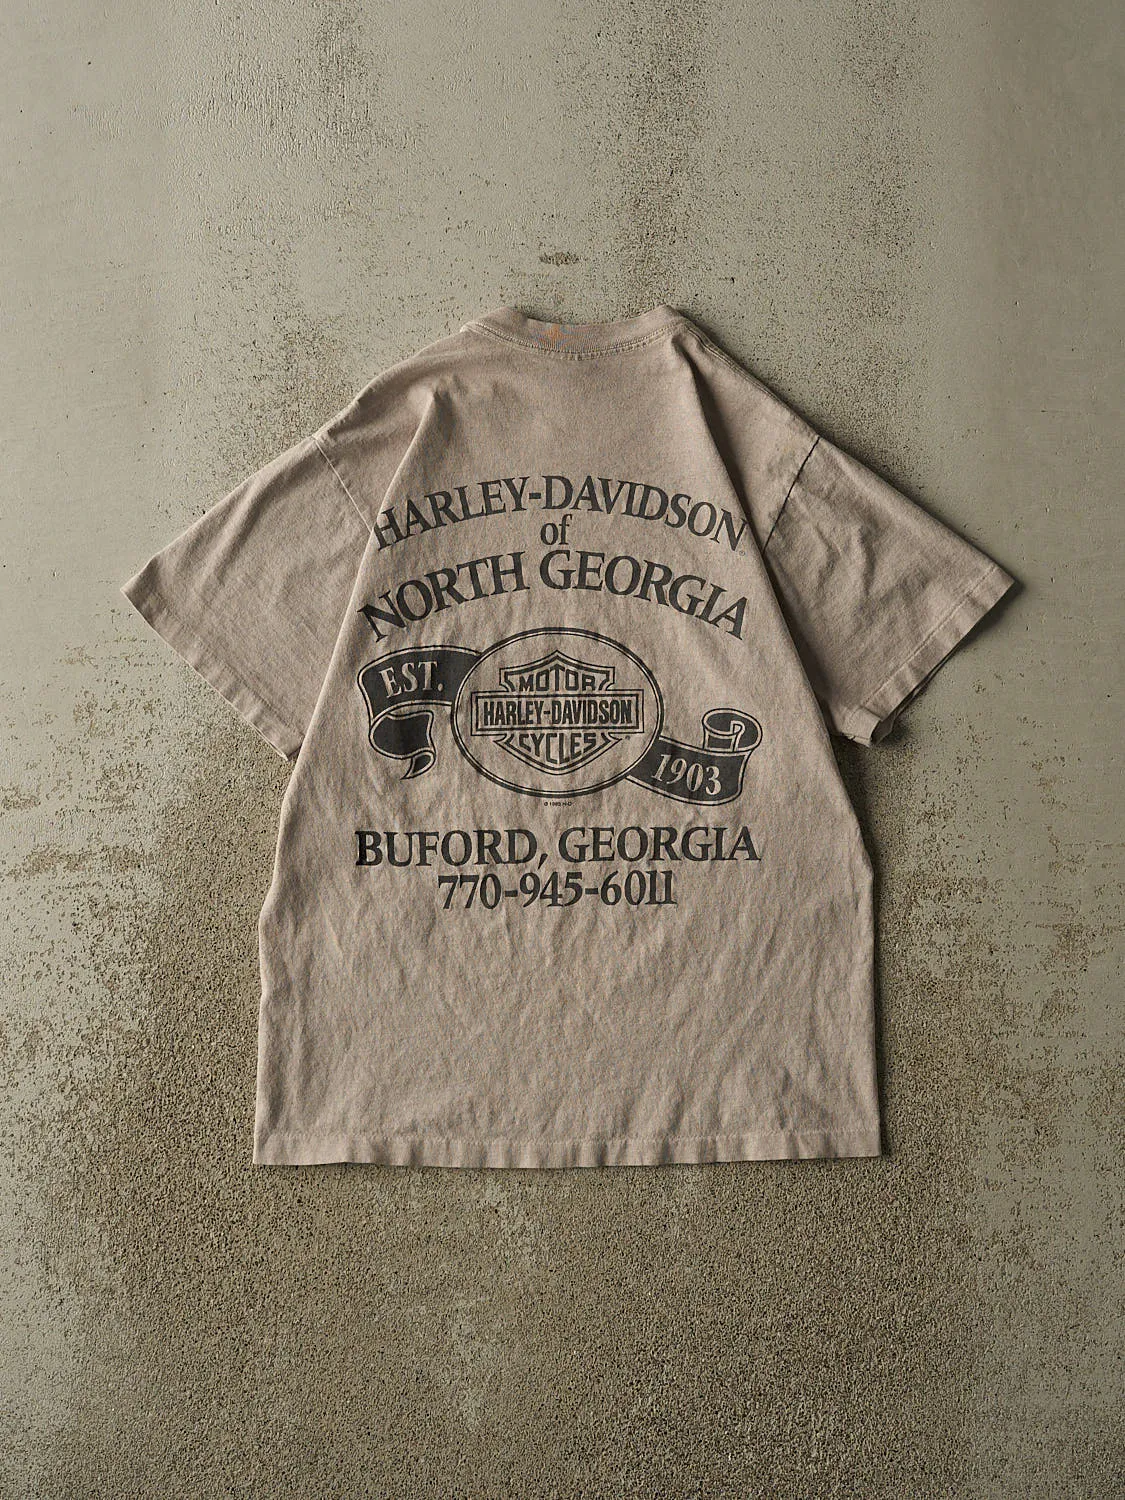 HARLEY-DAVIDSON®
of
NORTH GEORGIA
EST.
MOTOR
HARLEY-DAVIDSON
CYCLES
1903
BUFORD, GEORGIA
770-945-6011